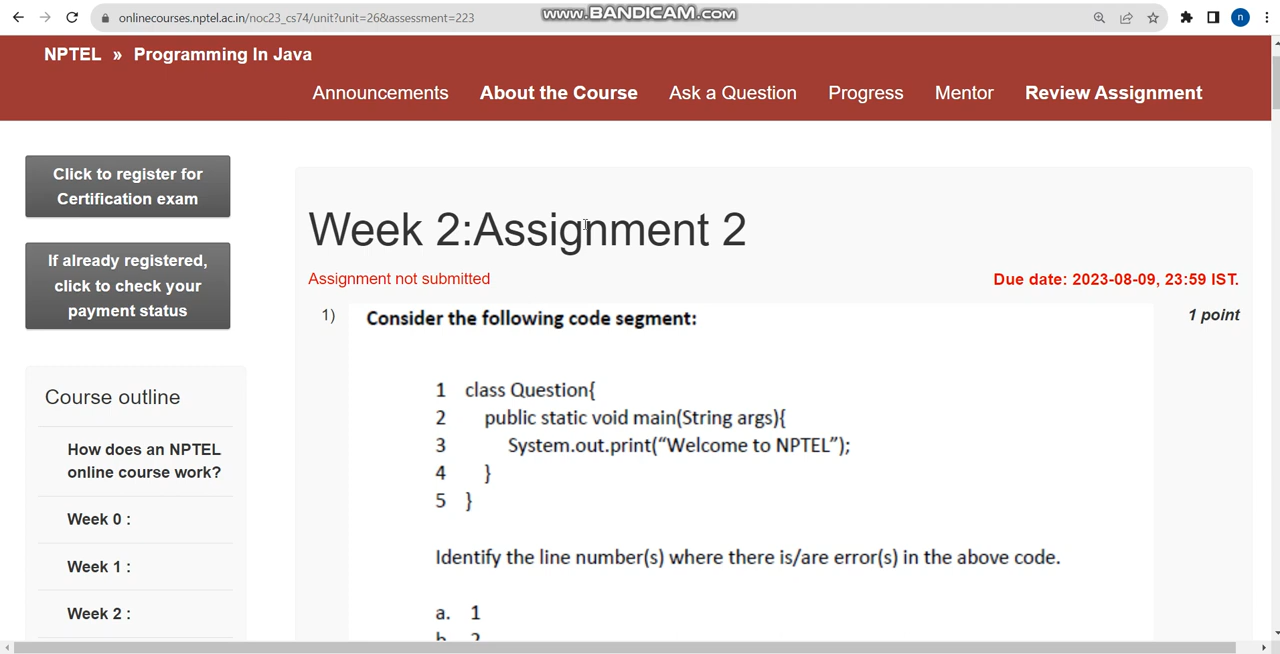 onlinecourses.nptel.ac.in/noc23_cs74/unit?unit=26&assessment=223
www.BANDICAM.com
n
NPTEL » Programming In Java
Announcements About the Course Ask a Question Progress Mentor Review Assignment
Click to register for
Certification exam
If already registered,
click to check your
payment status
Course outline
How does an NPTEL
online course work?
Week 0 :
Week 1 :
Week 2 :
Week 2:Assignment 2
Assignment not submitted
Due date: 2023-08-09, 23:59 IST.
1) Consider the following code segment:
1 point
1 class Question{
2 public static void main(String args){
3 System.out.print(“Welcome to NPTEL”);
4 }
5 }
Identify the line number(s) where there is/are error(s) in the above code.
a. 1
b. 2